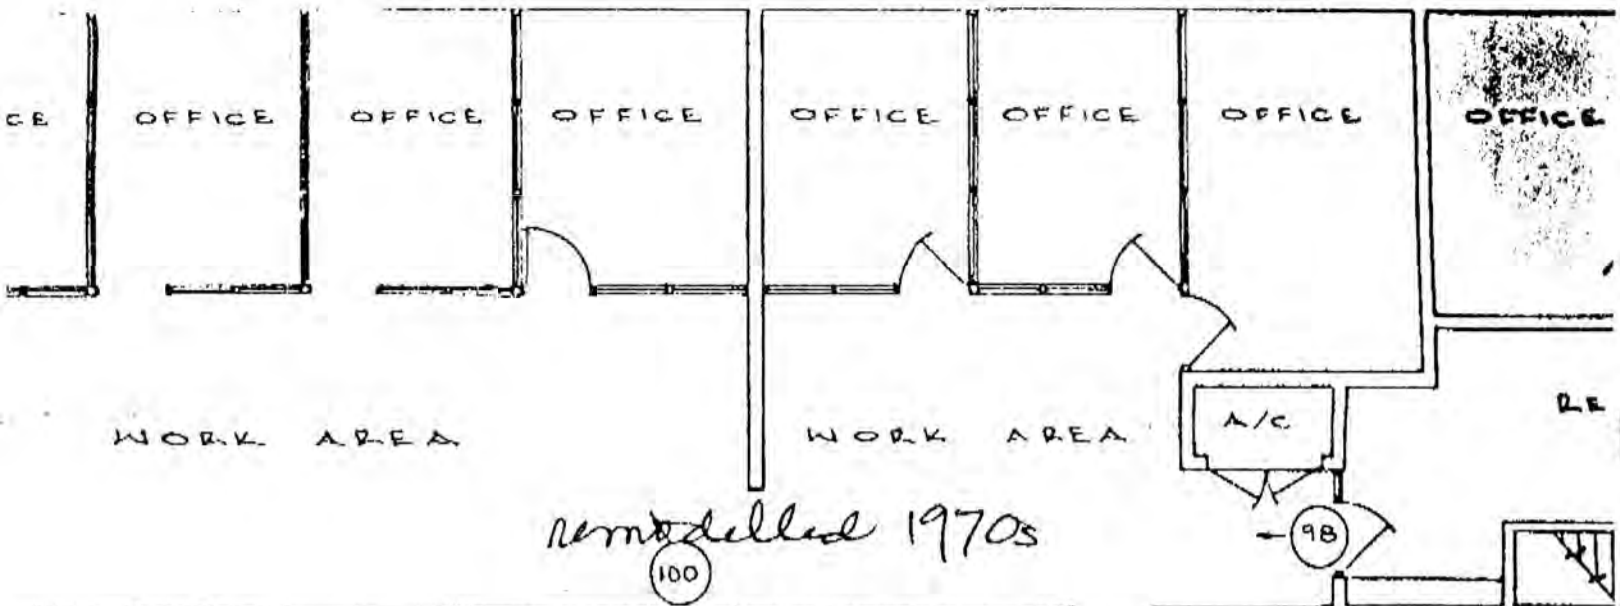 CE OFFICE OFFICE OFFICE OFFICE OFFICE OFFICE OFFICE
RE
WORK AREA WORK AREA A/C
remodelled 1970s
98
100